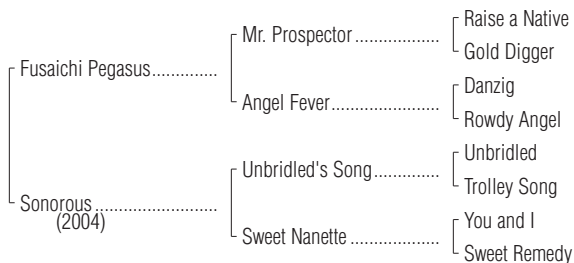 Raise a Native
Mr. Prospector ....................
Gold Digger
Fusaichi Pegasus..............
Danzig
Angel Fever.........................
Rowdy Angel
Unbridled
Unbridled's Song...............
Trolley Song
Sonorous ...........................
(2004)
You and I
Sweet Nanette ....................
Sweet Remedy